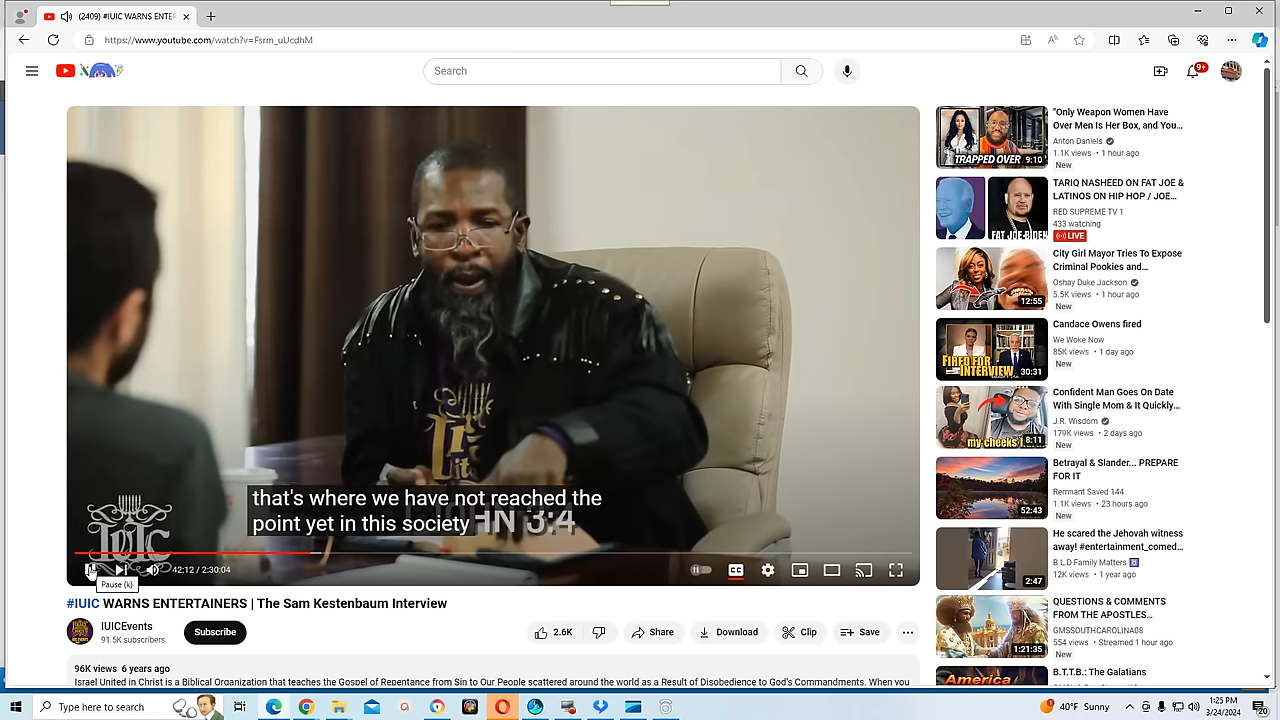 (2409) #IUIC WARNS ENTER
https://www.youtube.com/watch?v=Fsrm_uUcdhM
Search
9+
that's where we have not reached the
point yet in this society
HN 3:4
IUIC
42:12 / 2:30:04
Pause (k)
CC
#IUIC WARNS ENTERTAINERS | The Sam Kestenbaum Interview
IUICEvents
91.5K subscribers
Subscribe
2.6K
Share
Download
Clip
Save
96K views 6 years ago
Israel United in Christ is a Biblical Organization that teaches the Gospel of Repentance from Sin to Our People scattered around the world as a Result of Disobedience to God's Commandments. When you
TRAPPED OVER
9:10
"Only Weapon Women Have
Over Men Is Her Box, and You...
Anton Daniels
1.1K views • 1 hour ago
New
FAT JOE-BIDEN
TARIQ NASHEED ON FAT JOE &
LATINOS ON HIP HOP / JOE...
RED SUPREME TV 1
433 watching
LIVE
12:55
City Girl Mayor Tries To Expose
Criminal Pookies and...
Oshay Duke Jackson
5.5K views • 1 hour ago
New
FIRED FOR
INTERVIEW
30:31
Candace Owens fired
We Woke Now
85K views • 1 day ago
New
my cheeks
8:11
Confident Man Goes On Date
With Single Mom & It Quickly...
J.R. Wisdom
179K views • 2 days ago
New
52:43
Betrayal & Slander... PREPARE
FOR IT
Remnant Saved 144
1.1K views • 23 hours ago
New
2:47
He scared the Jehovah witness
away! #entertainment_comed...
B.L.D Family Matters
12K views • 1 year ago
1:21:35
QUESTIONS & COMMENTS
FROM THE APOSTLES...
GMSSOUTHCAROLINA08
554 views • Streamed 1 hour ago
New
America
B.T.T.B.: The Galatians
Type here to search
40°F Sunny
1:25 PM
3/24/2024
20